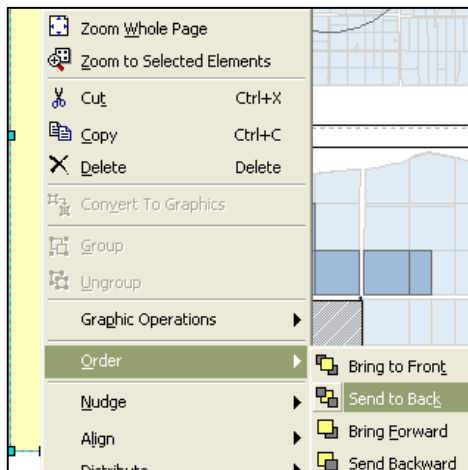 Zoom Whole Page
Zoom to Selected Elements
Cut Ctrl+X
Copy Ctrl+C
Delete Delete
Convert To Graphics
Group
Ungroup
Graphic Operations
Order
Bring to Front
Nudge
Send to Back
Align
Bring Forward
Distribute
Send Backward